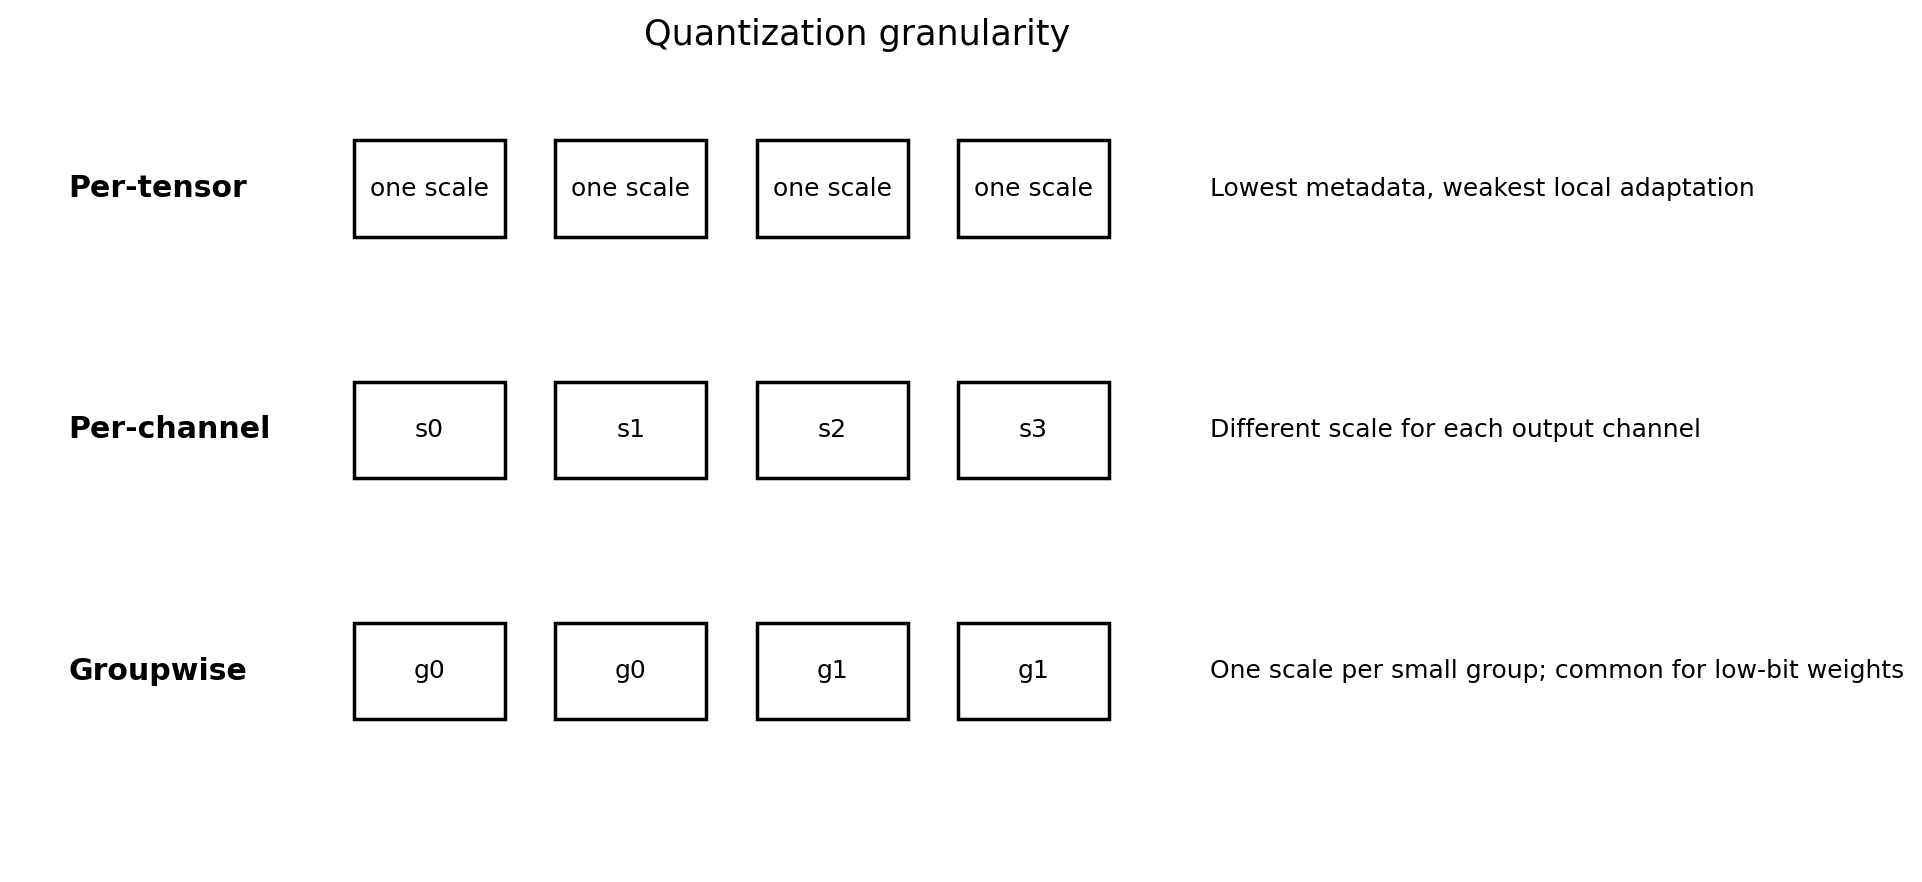 Quantization granularity
Per-tensor one scale one scale one scale one scale Lowest metadata, weakest local adaptation
Per-channel s0 s1 s2 s3 Different scale for each output channel
Groupwise g0 g0 g1 g1 One scale per small group; common for low-bit weights